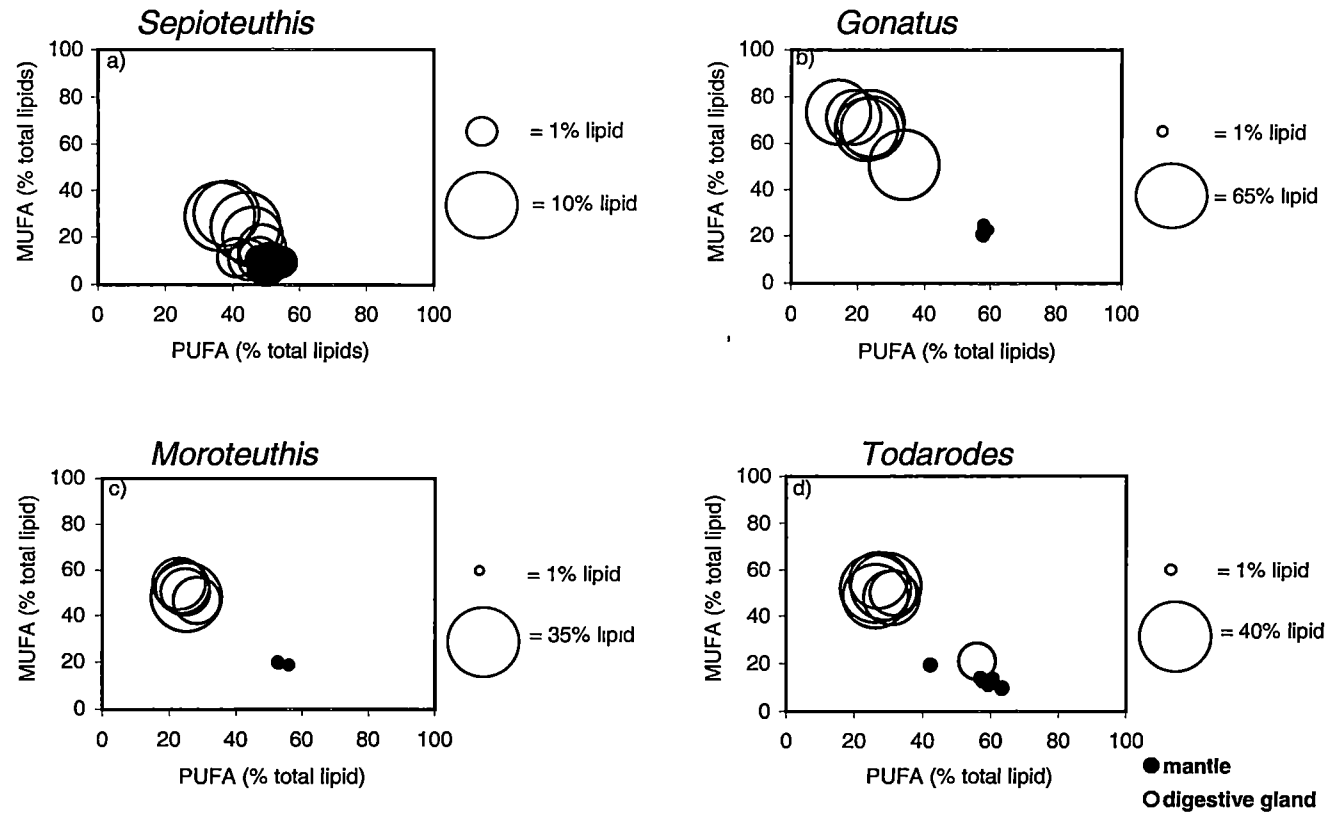 Sepioteuthis
a)
100
80
60
40
20
0
MUFA (% total lipids)
0 20 40 60 80 100
PUFA (% total lipids)
= 1% lipid
= 10% lipid
Gonatus
b)
100
80
60
40
20
0
MUFA (% total lipids)
0 20 40 60 80 100
PUFA (% total lipids)
= 1% lipid
= 65% lipid
Moroteuthis
c)
100
80
60
40
20
0
MUFA (% total lipid)
0 20 40 60 80 100
PUFA (% total lipid)
= 1% lipid
= 35% lipid
Todarodes
d)
100
80
60
40
20
0
MUFA (% total lipid)
0 20 40 60 80 100
PUFA (% total lipid)
= 1% lipid
= 40% lipid
mantle
digestive gland